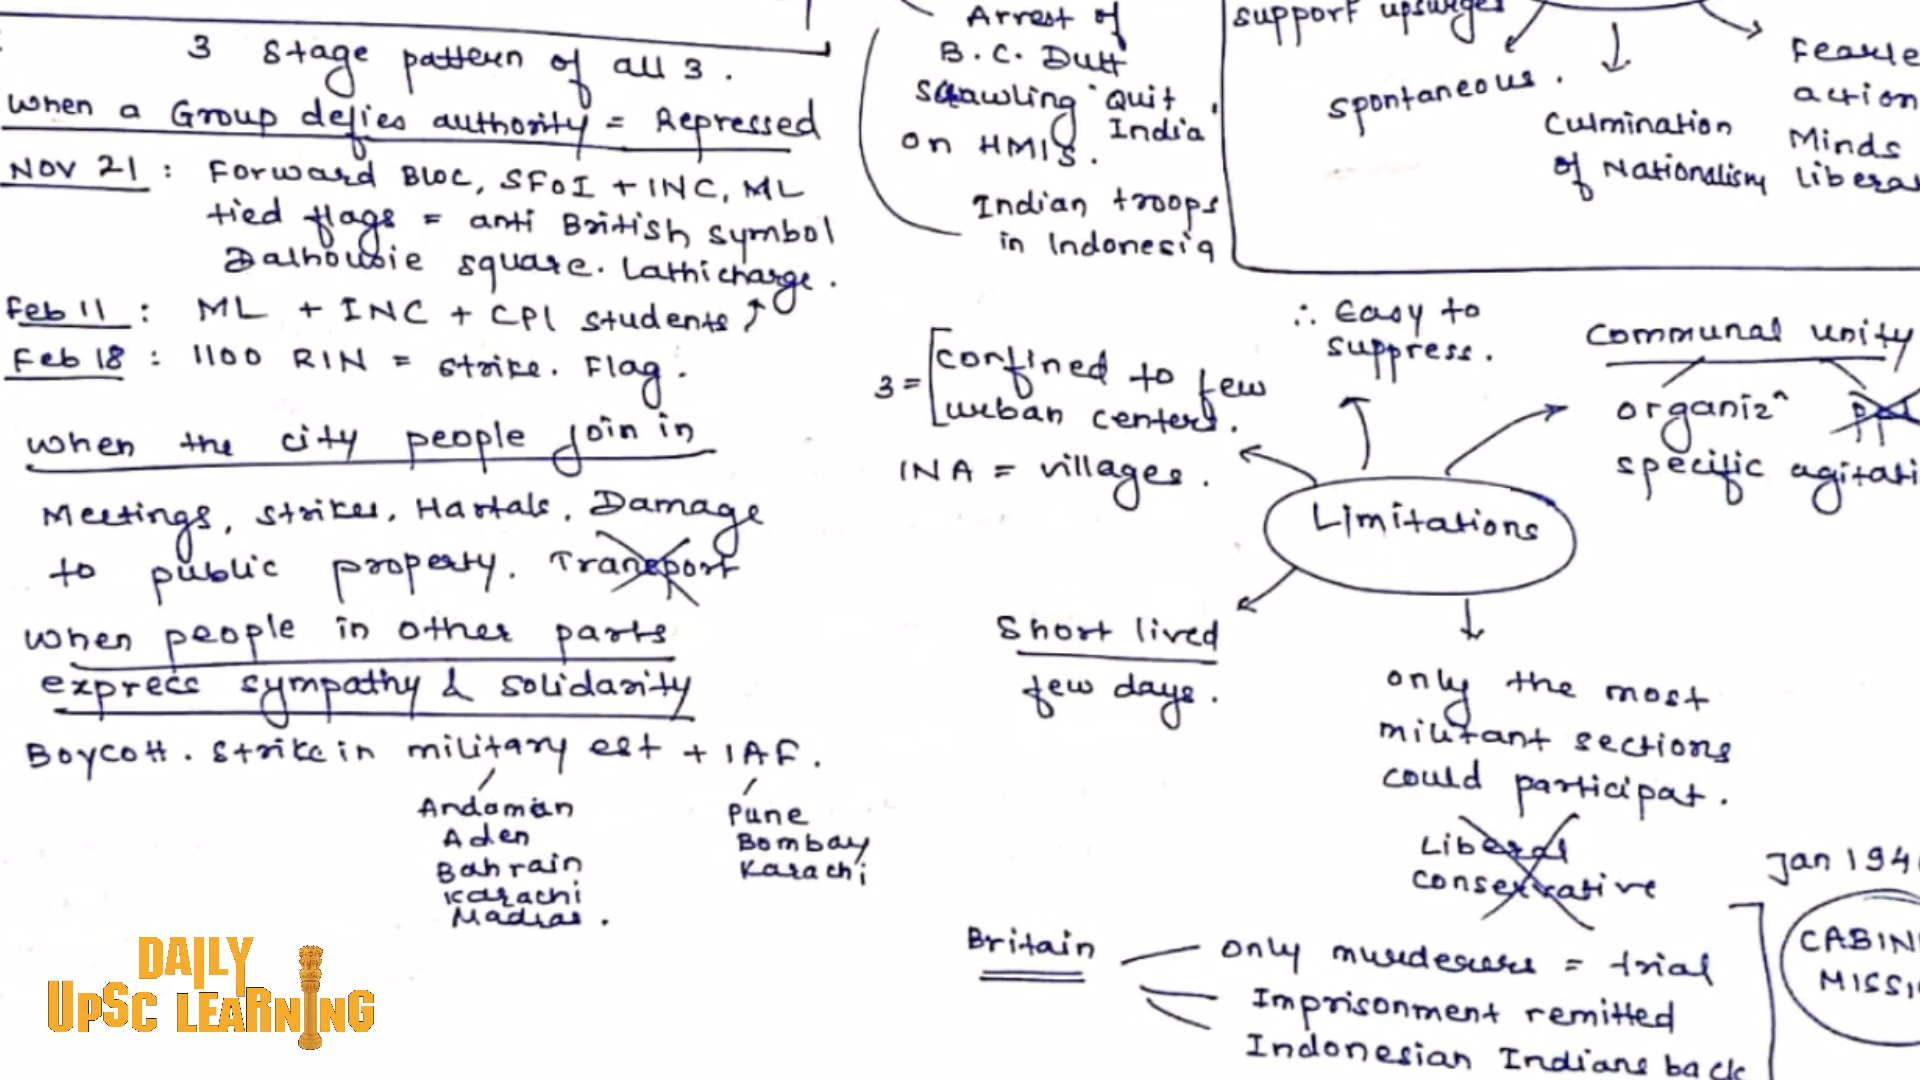 3 Stage pattern of all 3.
When a Group defies authority = Repressed
NOV 21 : Forward Bloc, SFOI + INC, ML
tied flags = anti British symbol
Dalhousie square. Lathicharge.
Feb 11 : ML + INC + CPI students ↗
Feb 18 : 1100 RIN = strike. Flag.
when the city people join in
Meetings, strikes, Hartals, Damage
to public property. Transport
when people in other parts
express sympathy & solidarity
Boycott. Strike in military est + IAF.
Andaman
Aden
Bahrain
Karachi
Madras.
Pune
Bombay
Karachi
Arrest of
B.C. Dutt
Scrawling 'Quit
India'
on HMIS.
Indian troops
in Indonesia
support upsurges
spontaneous.
Culmination
of Nationalism
Fearle
action
Minds
libera
3 = confined to few
urban centers.
INA = villages.
∴ Easy to
suppress.
communal unity
organizⁿ
specific agitati
Limitations
Short lived
few days.
only the most
militant sections
could participat.
Liberal
conservative
Britain
only murderers = trial
Imprisonment remitted
Indonesian Indians back
Jan 194
CABIN
MISSI
DAILY
UPSC LEARNING